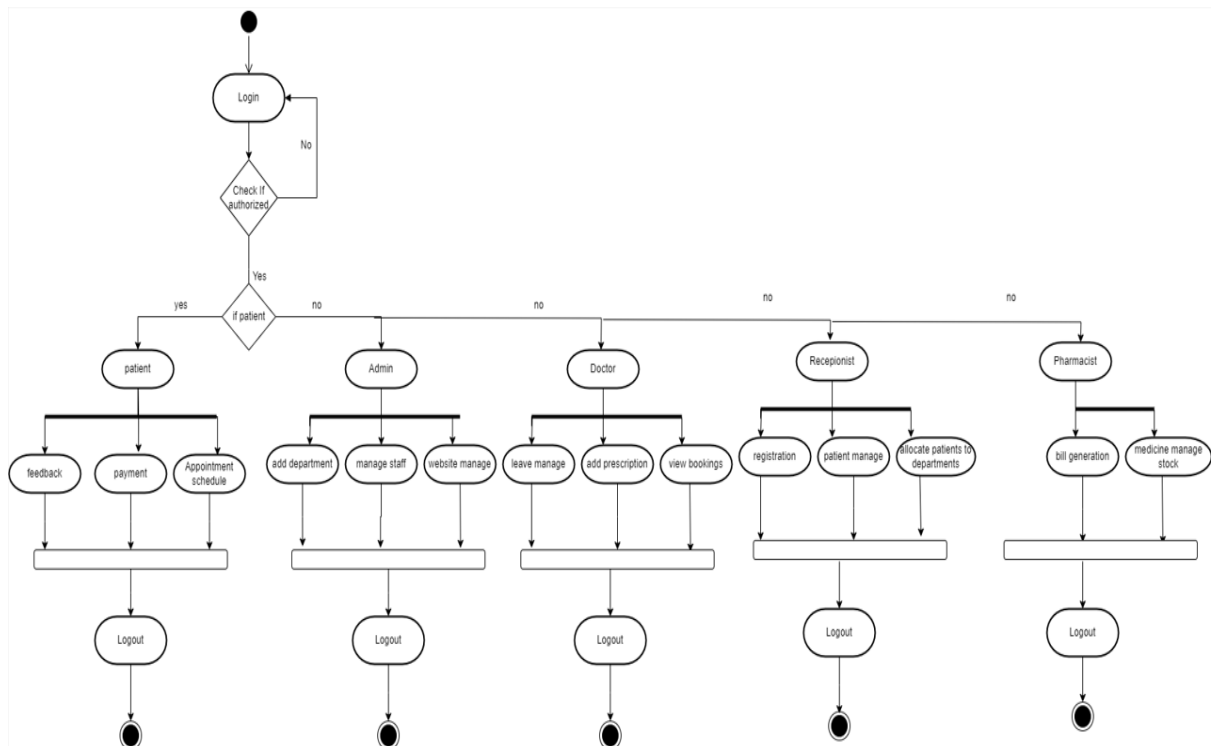 Login
No
Check If
authorized
Yes
yes
if patient
no
no
no
no
patient
Admin
Doctor
Recepionist
Pharmacist
feedback
payment
Appointment
schedule
add department
manage staff
website manage
leave manage
add prescription
view bookings
registration
patient manage
allocate patients to
departments
bill generation
medicine manage
stock
Logout
Logout
Logout
Logout
Logout